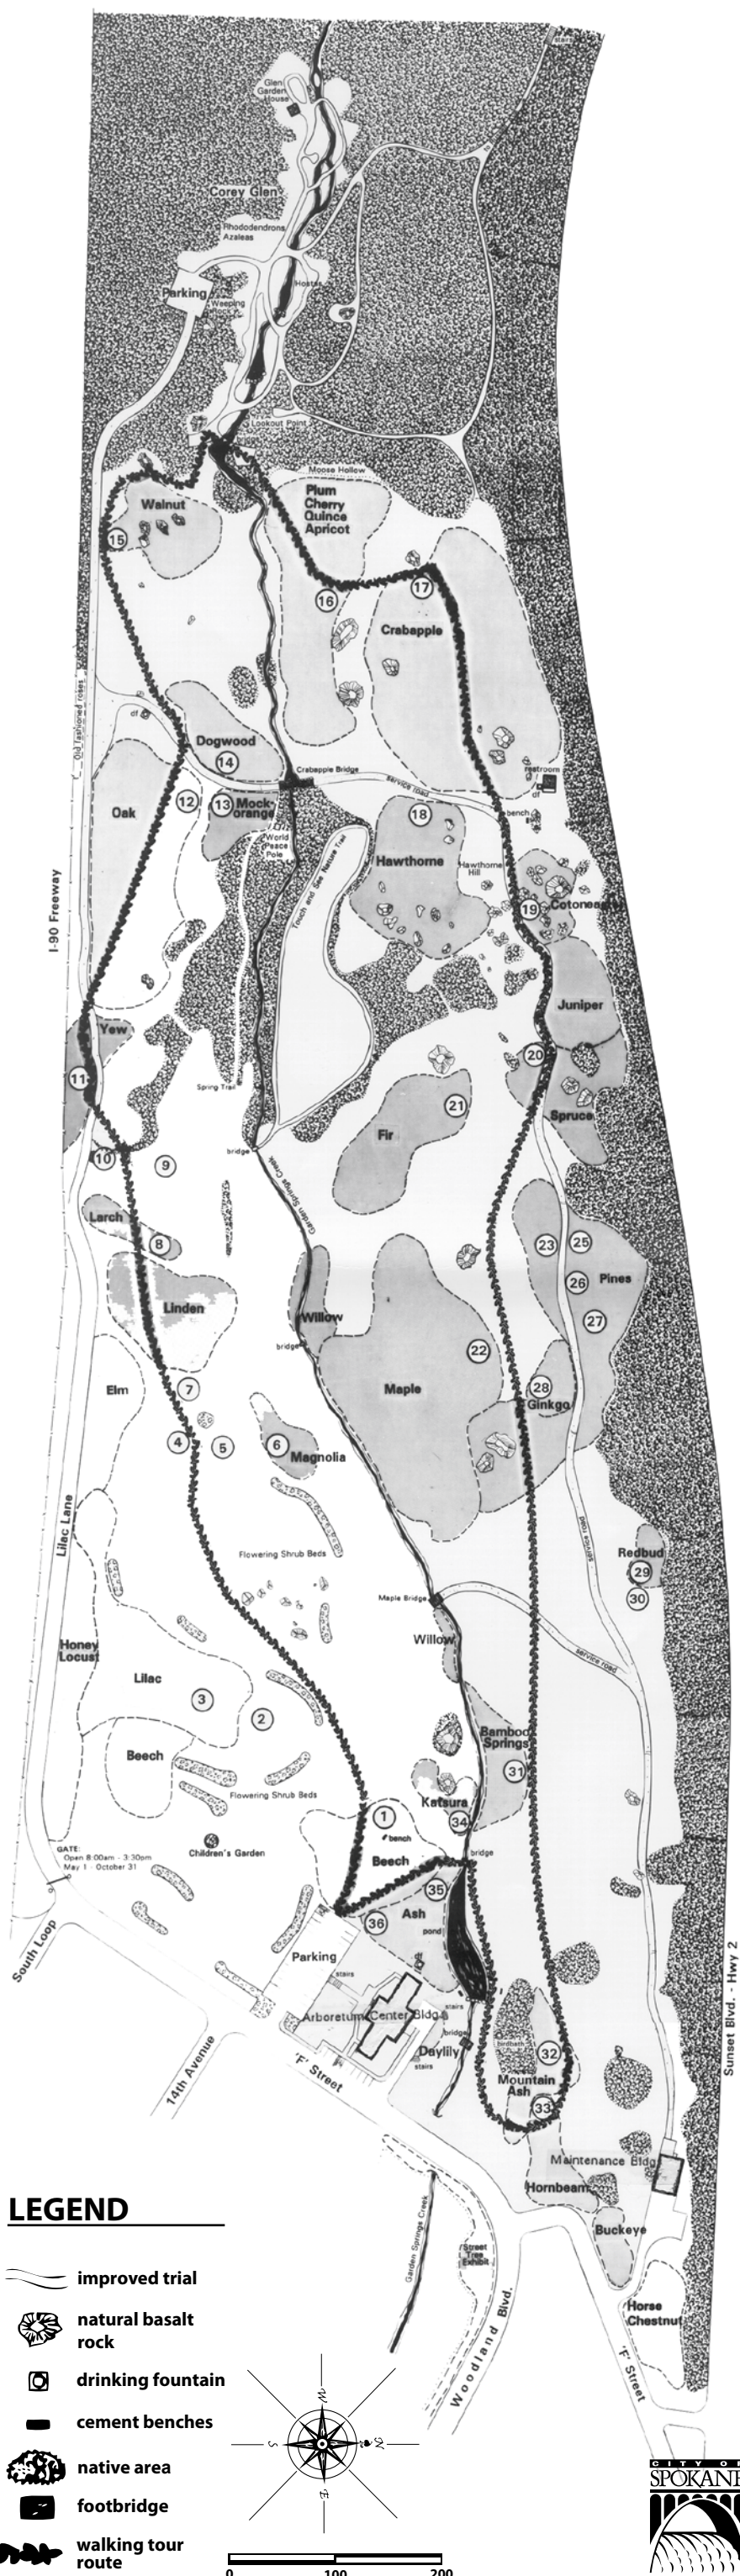 stairs
Glen
Garden
House
Corey Glen
Rhododendrons
Azaleas
Hostas
Parking
Weeping
Rock
Lookout Point
Moose Hollow
Plum
Cherry
Quince
Apricot
Walnut
15
16
17
Crabapple
Old fashioned roses
df
Dogwood
14
Crabapple Bridge
service road
restroom
df
bench
Oak
12
13
Mock-
orange
18
World
Peace
Pole
Touch and See Nature Trail
Hawthorne
Hawthorne
Hill
19
I-90 Freeway
Juniper
Yew
11
20
Spring Trail
21
Spruce
Fir
bridge
10
9
Garden Springs Creek
Larch
8
23
25
26
Pines
Linden
Willow
27
bridge
22
Elm
7
Maple
28
Ginkgo
4
5
6
Magnolia
Lilac Lane
Flowering Shrub Beds
service road
Redbud
29
30
Maple Bridge
Honey
Locust
Willow
service road
Lilac
3
2
Bamboo
Springs
Beech
31
Flowering Shrub Beds
Katsura
34
1
bench
GATE:
Open 8:00am - 3:30pm
May 1 - October 31
Children's Garden
Beech
bridge
35
Ash
36
pond
South Loop
Parking
stairs
Arboretum Center Bldg
stairs
bridge
Daylily
stairs
birdbath
32
Mountain
Ash
33
14th Avenue
'F' Street
Sunset Blvd. - Hwy 2
Maintenance Bldg
Hornbeam
Buckeye
Garden Springs Creek
Street
Tree
Exhibit
Woodland Blvd.
Horse
Chestnut
'F' Street
LEGEND
improved trial
natural basalt
rock
drinking fountain
cement benches
native area
footbridge
walking tour
route
W
S
N
E
0 100 200
CITY OF
SPOKANE